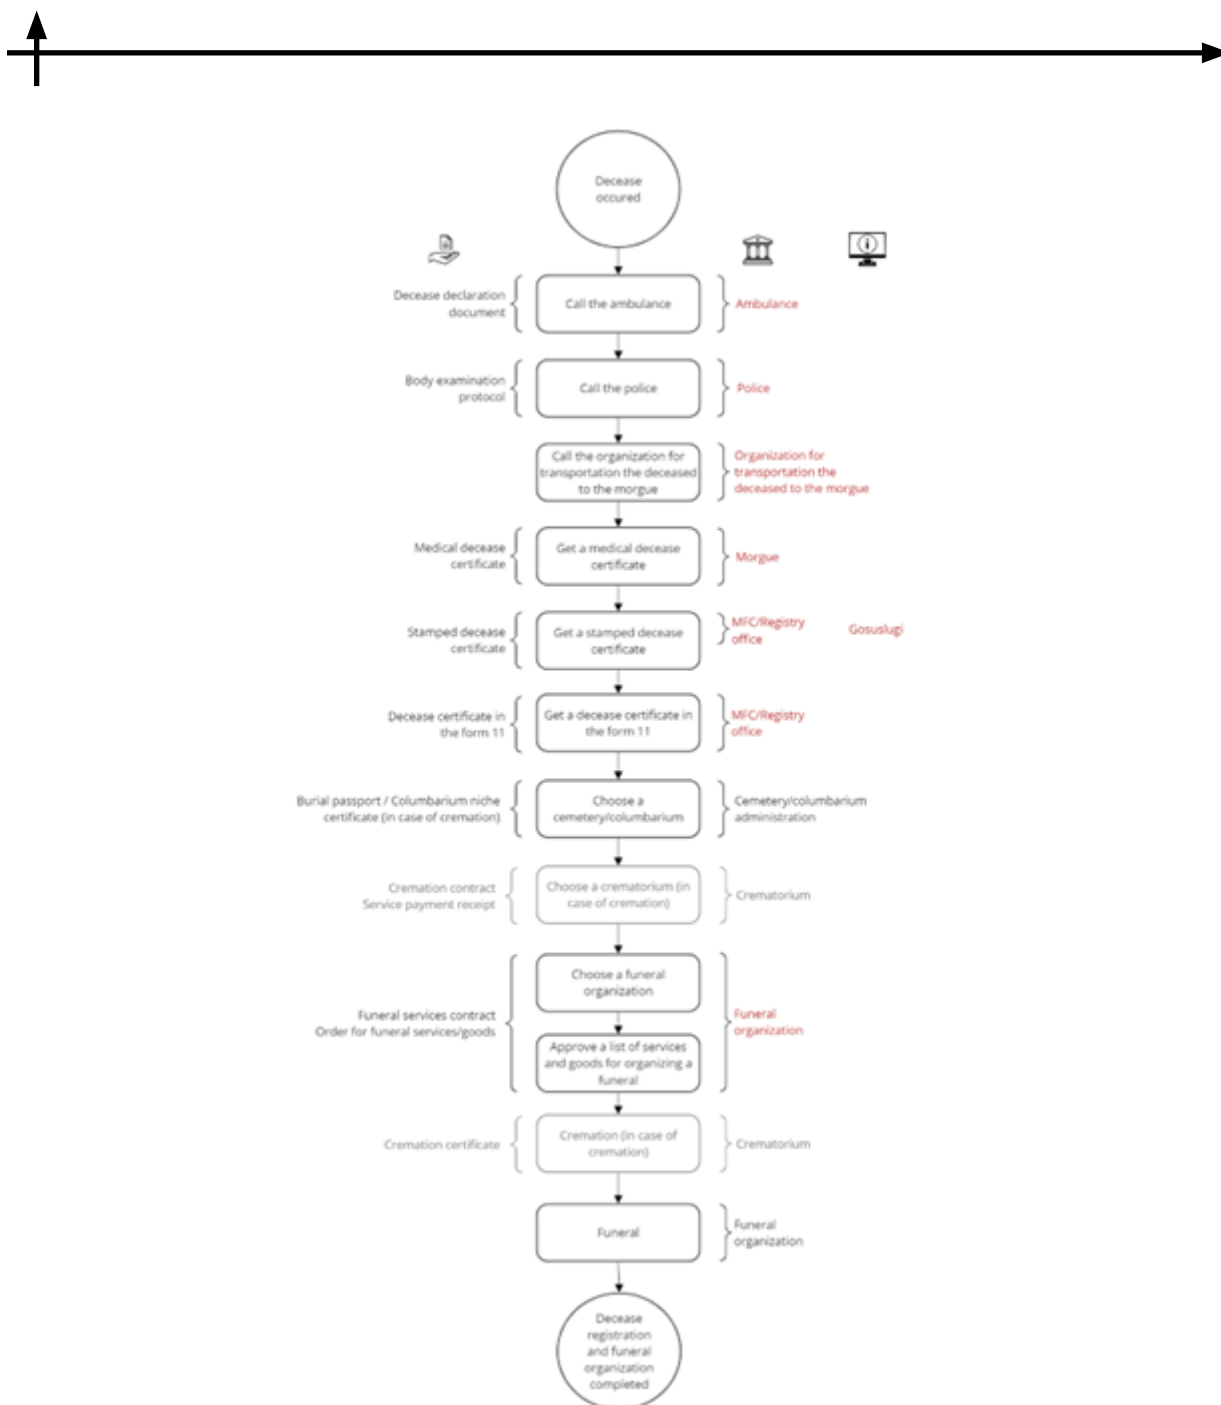 Decease
occured
Decease declaration
document
Call the ambulance
Ambulance
Body examination
protocol
Call the police
Police
Call the organization for
transportation the deceased
to the morgue
Organization for
transportation the
deceased to the morgue
Medical decease
certificate
Get a medical decease
certificate
Morgue
Stamped decease
certificate
Get a stamped decease
certificate
MFC/Registry
office
Gosuslugi
Decease certificate in
the form 11
Get a decease certificate in
the form 11
MFC/Registry
office
Burial passport / Columbarium niche
certificate (in case of cremation)
Choose a
cemetery/columbarium
Cemetery/columbarium
administration
Cremation contract
Service payment receipt
Choose a crematorium (in
case of cremation)
Crematorium
Choose a funeral
organization
Funeral services contract
Order for funeral services/goods
Funeral
organization
Approve a list of services
and goods for organizing a
funeral
Cremation certificate
Cremation (in case of
cremation)
Crematorium
Funeral
Funeral
organization
Decease
registration
and funeral
organization
completed